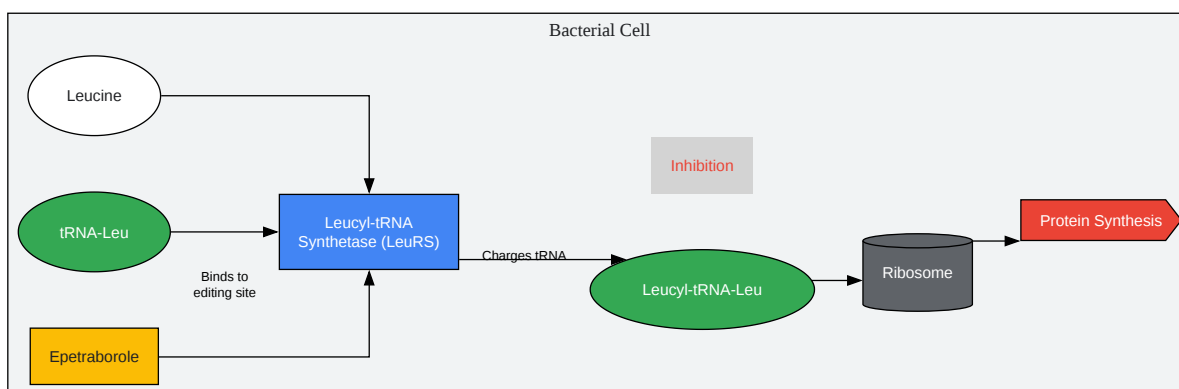 Bacterial Cell
Leucine
Inhibition
tRNA-Leu
Leucyl-tRNA
Synthetase (LeuRS)
Protein Synthesis
Charges tRNA
Binds to
editing site
Leucyl-tRNA-Leu
Ribosome
Epetraborole